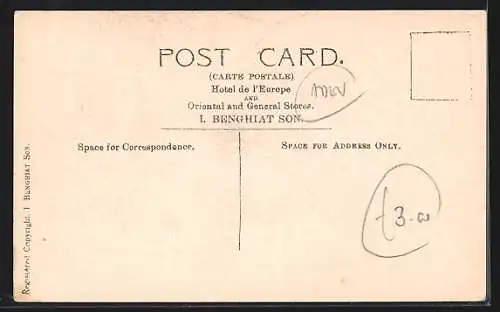 POST CARD.
(CARTE POSTALE)
Hotel de l'Europe
AND
Oriental and General Stores.
I. BENGHIAT SON.
Space for Correspondence.
SPACE FOR ADDRESS ONLY.
£3-00
Registered Copyright. I BENGHIAT SON.